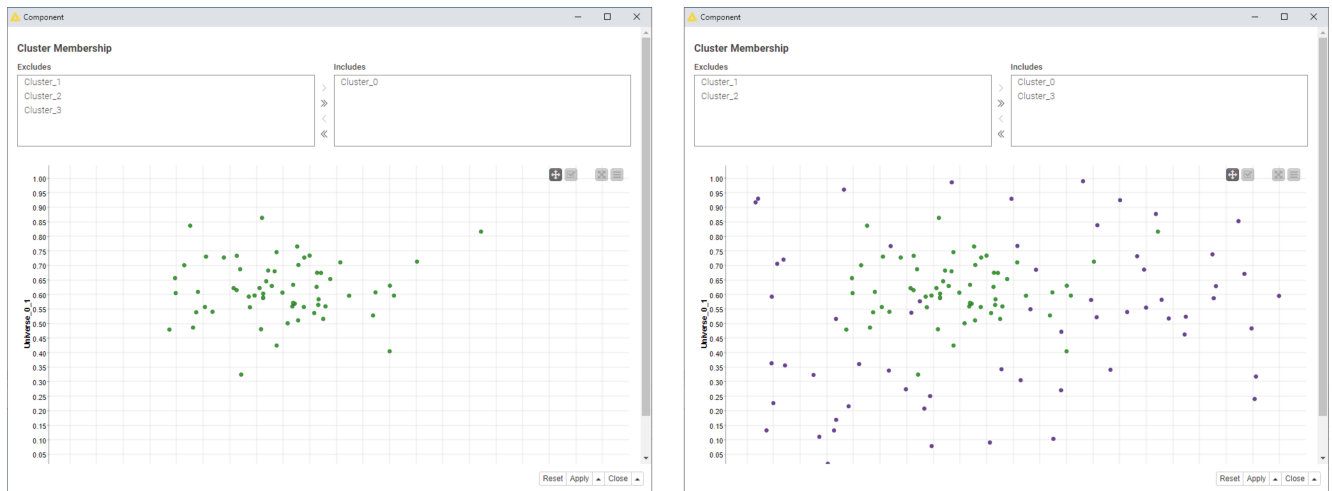 Component
Cluster Membership
Excludes
Includes
Cluster_1
Cluster_2
Cluster_3
Cluster_0
1.00
0.95
0.90
0.85
0.80
0.75
0.70
0.65
0.60
0.55
0.50
0.45
0.40
0.35
0.30
0.25
0.20
0.15
0.10
0.05
Universe_0_1
Reset Apply Close
Component
Cluster Membership
Excludes
Includes
Cluster_1
Cluster_2
Cluster_0
Cluster_3
1.00
0.95
0.90
0.85
0.80
0.75
0.70
0.65
0.60
0.55
0.50
0.45
0.40
0.35
0.30
0.25
0.20
0.15
0.10
0.05
Universe_0_1
Reset Apply Close